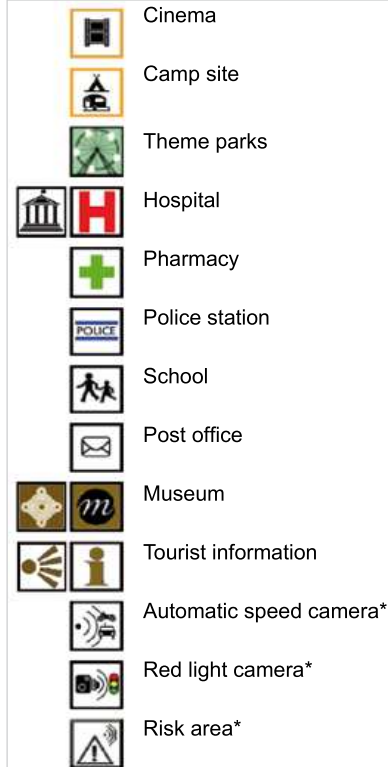 Cinema
Camp site
Theme parks
H Hospital
Pharmacy
POLICE Police station
School
Post office
m Museum
i Tourist information
Automatic speed camera*
Red light camera*
Risk area*